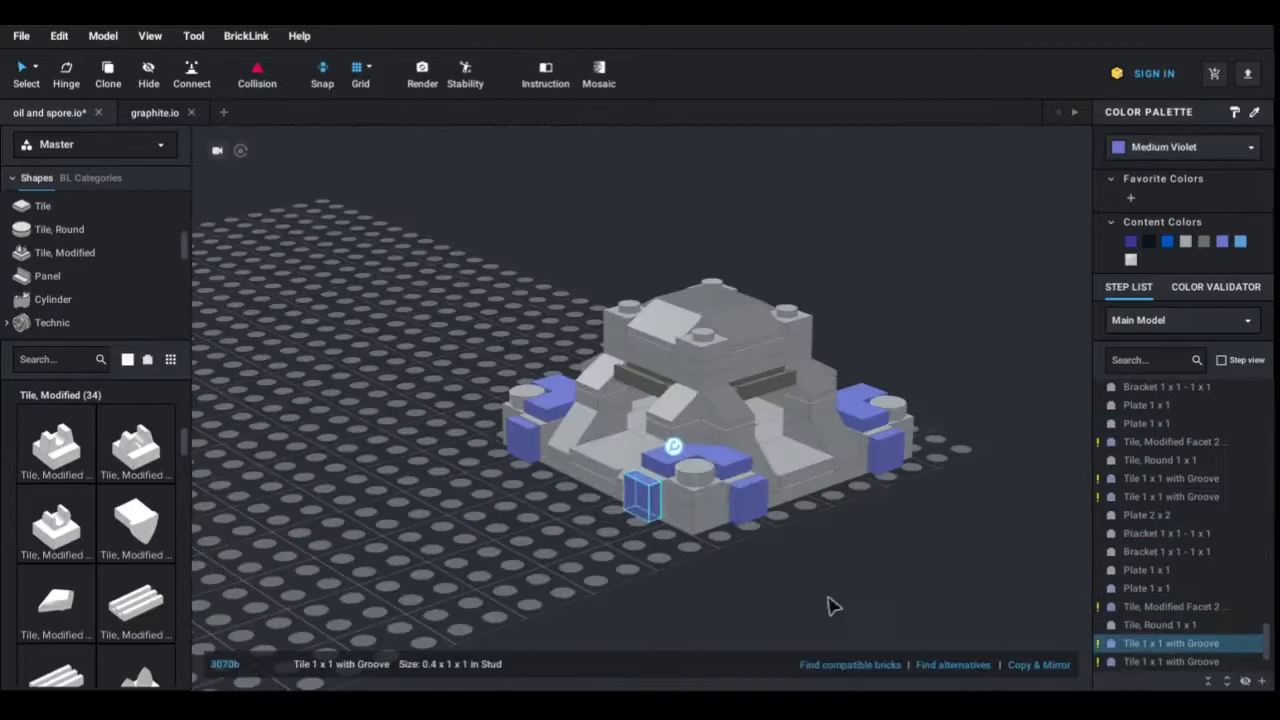 File Edit Model View Tool BrickLink Help
Select Hinge Clone Hide Connect Collision Snap Grid Render Stability Instruction Mosaic SIGN IN
oil and spore.io* graphite.io
Master
Shapes BL Categories
Tile
Tile, Round
Tile, Modified
Panel
Cylinder
Technic
Search...
Tile, Modified (34)
Tile, Modified ... Tile, Modified ...
Tile, Modified ... Tile, Modified ...
Tile, Modified ... Tile, Modified ...
3070b Tile 1 x 1 with Groove Size: 0.4 x 1 x 1 in Stud Find compatible bricks | Find alternatives | Copy & Mirror
COLOR PALETTE
Medium Violet
Favorite Colors
+
Content Colors
STEP LIST COLOR VALIDATOR
Main Model
Search... Step view
Bracket 1 x 1 - 1 x 1
Plate 1 x 1
Plate 1 x 1
! Tile, Modified Facet 2 ...
Tile, Round 1 x 1
! Tile 1 x 1 with Groove
! Tile 1 x 1 with Groove
Plate 2 x 2
Bracket 1 x 1 - 1 x 1
Bracket 1 x 1 - 1 x 1
Plate 1 x 1
Plate 1 x 1
! Tile, Modified Facet 2 ...
Tile, Round 1 x 1
! Tile 1 x 1 with Groove
! Tile 1 x 1 with Groove